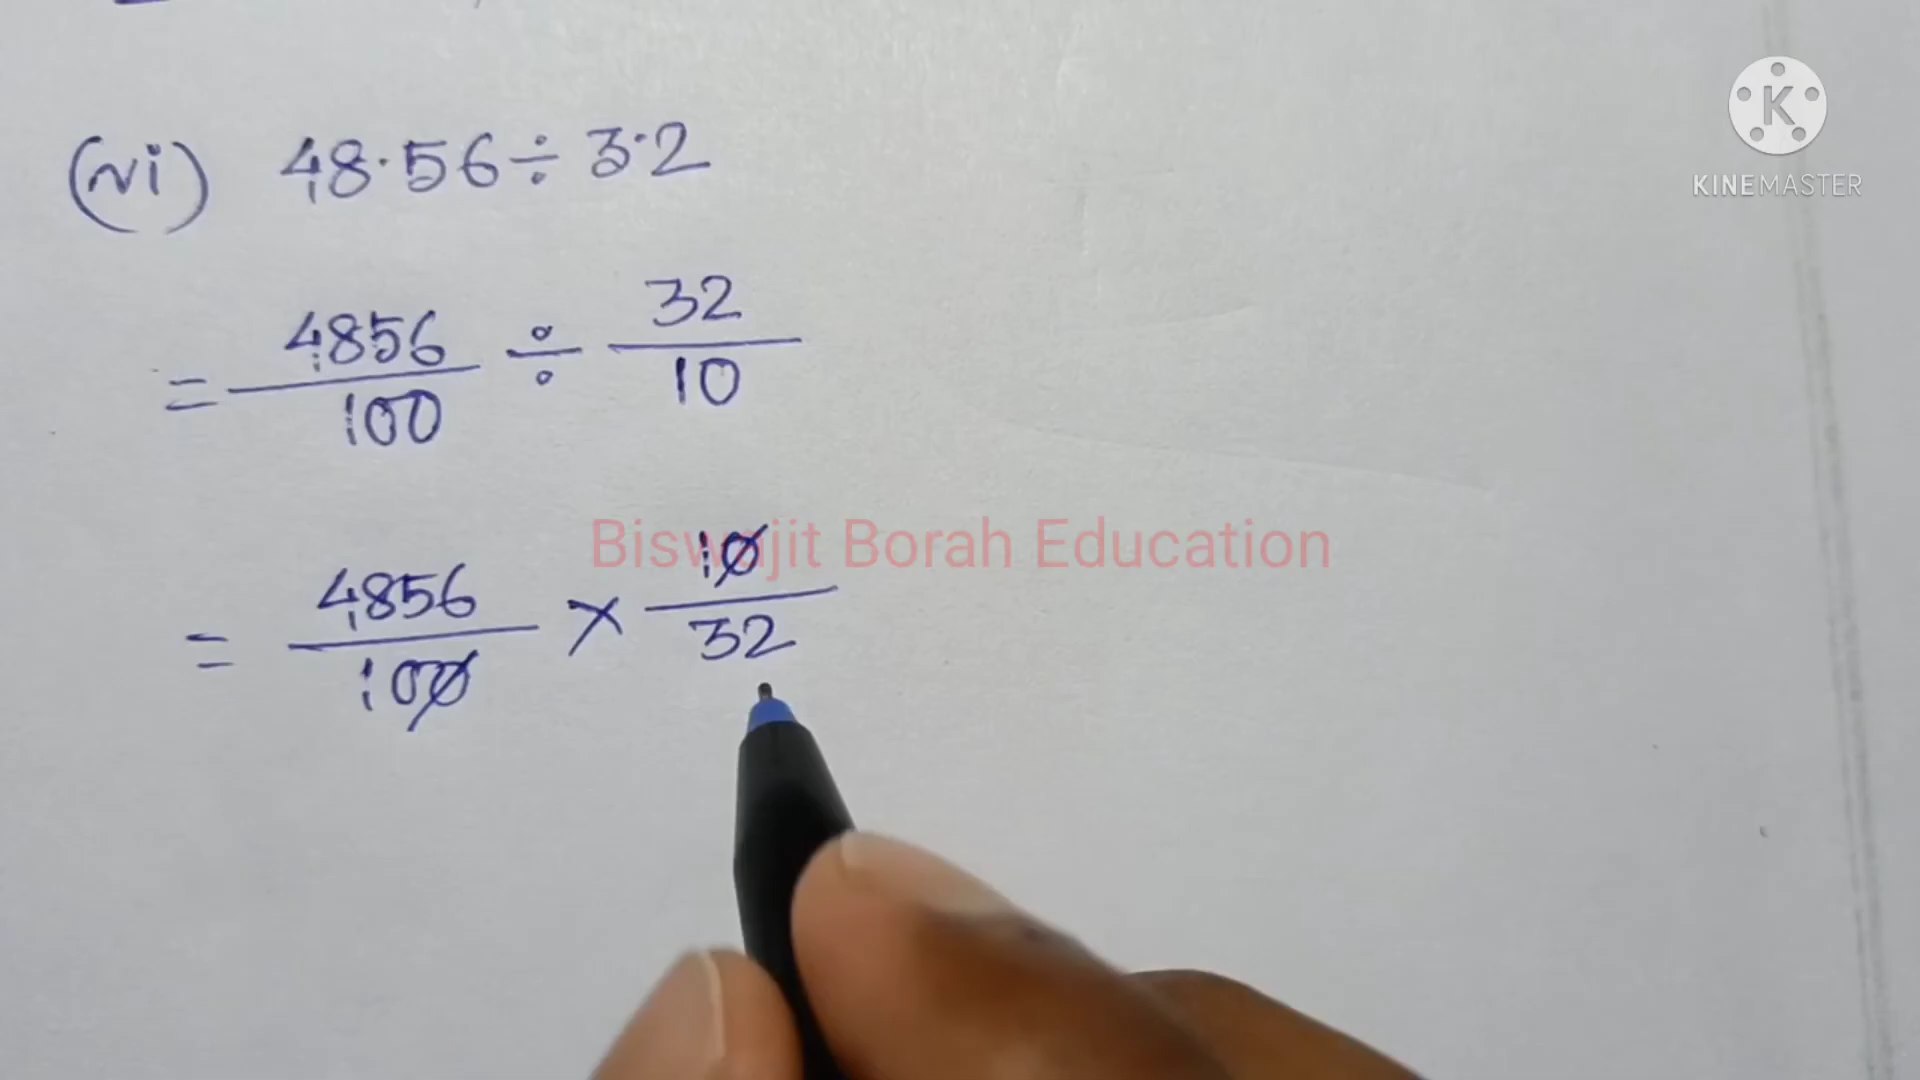 KINEMASTER
(vi) 48·56 ÷ 3·2
= 4856/100 ÷ 32/10
Biswajit Borah Education
= 4856/100 × 10/32